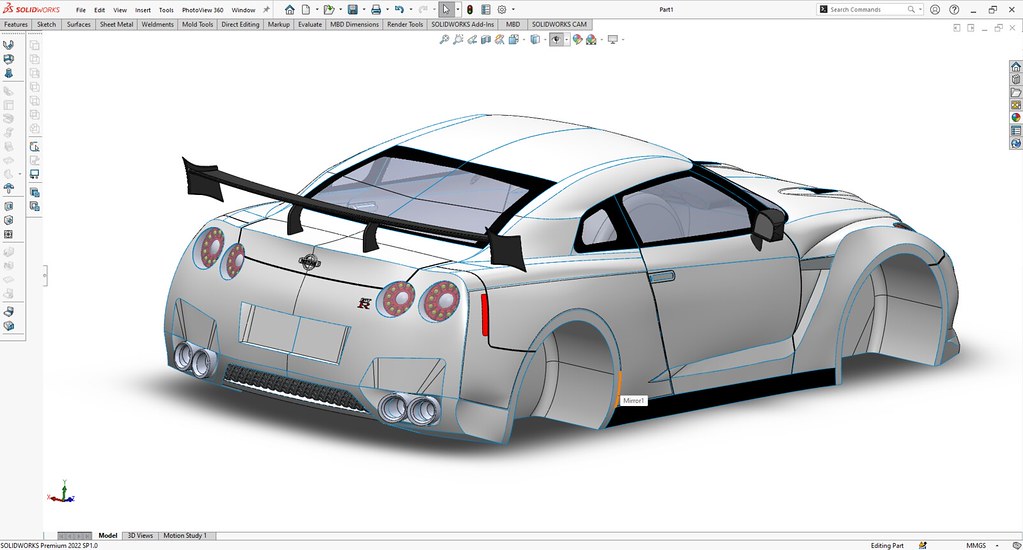 SOLIDWORKS File Edit View Insert Tools PhotoView 360 Window Part1 Search Commands
Features Sketch Surfaces Sheet Metal Weldments Mold Tools Direct Editing Markup Evaluate MBD Dimensions Render Tools SOLIDWORKS Add-Ins MBD SOLIDWORKS CAM
R
Mirror1
Y
X Z
Model 3D Views Motion Study 1
SOLIDWORKS Premium 2022 SP1.0 Editing Part MMGS